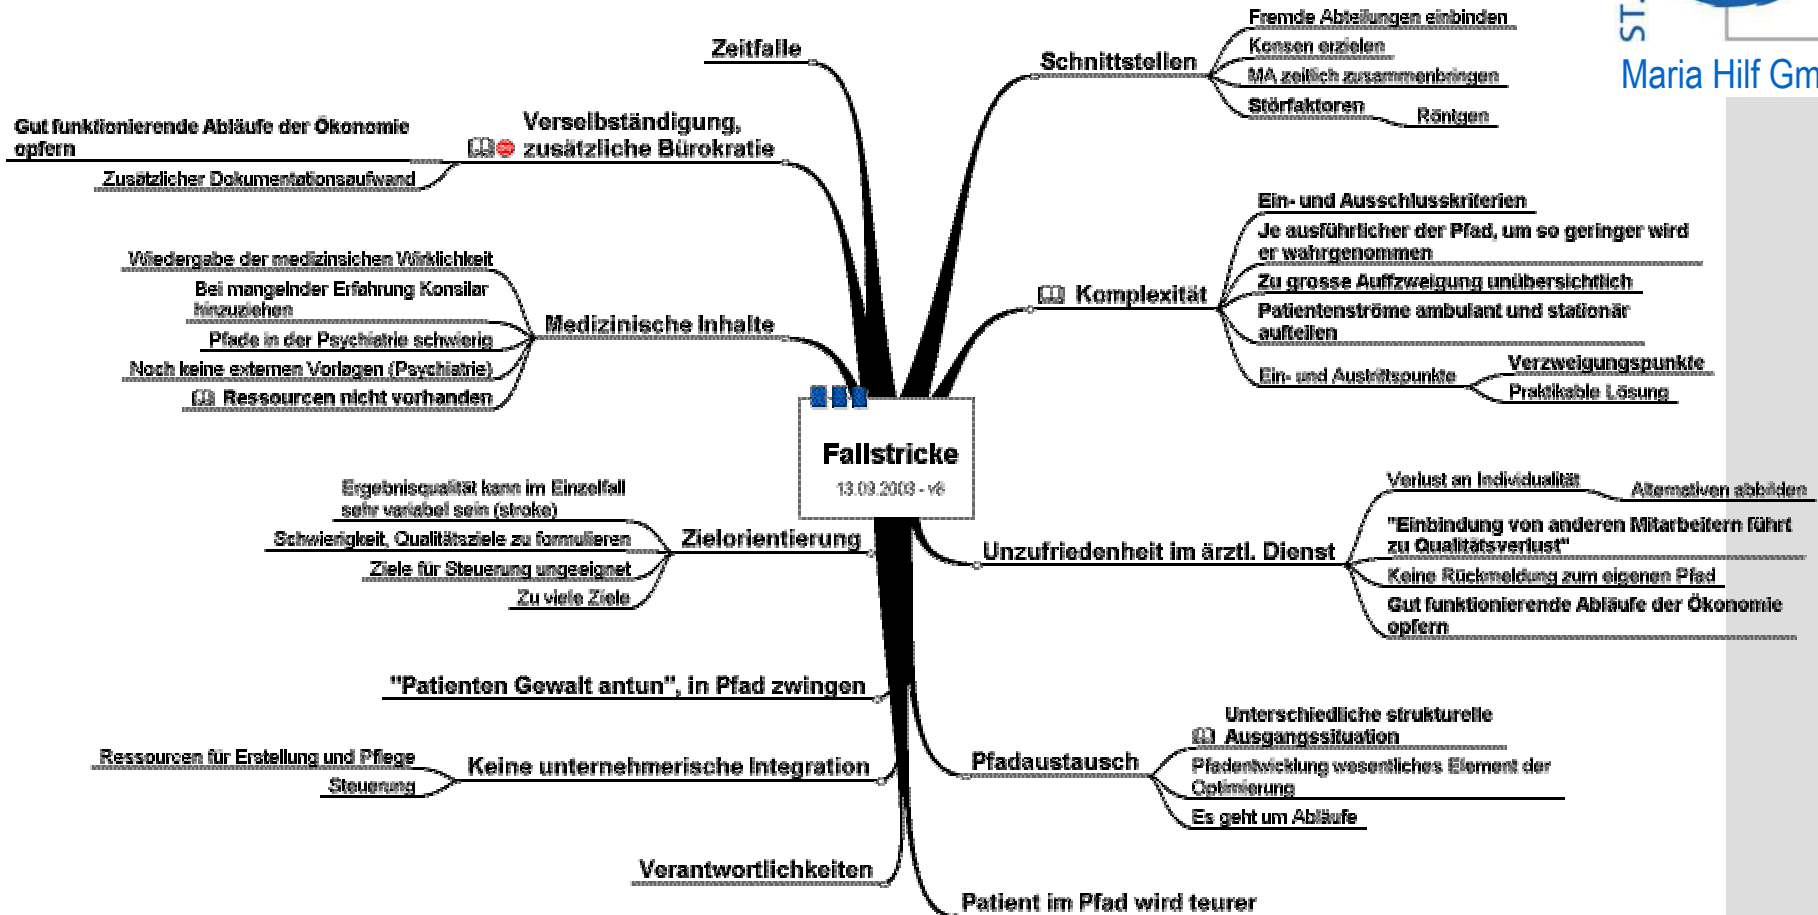 Fallstricke
13.09.2003 - v8
Schnittstellen
Fremde Abteilungen einbinden
Konsen erzielen
MA zeitlich zusammenbringen
Störfaktoren
Röntgen
Komplexität
Ein- und Ausschlusskriterien
Je ausführlicher der Pfad, um so geringer wird
er wahrgenommen
Zu grosse Auffzweigung unübersichtlich
Patientenströme ambulant und stationär
aufteilen
Ein- und Austrittspunkte
Verzweigungspunkte
Praktikable Lösung
Unzufriedenheit im ärztl. Dienst
Verlust an Individualität
Alternativen abbilden
"Einbindung von anderen Mitarbeitern führt
zu Qualitätsverlust"
Keine Rückmeldung zum eigenen Pfad
Gut funktionierende Abläufe der Ökonomie
opfern
Pfadaustausch
Unterschiedliche strukturelle
Ausgangssituation
Pfadentwicklung wesentliches Element der
Optimierung
Es geht um Abläufe
Patient im Pfad wird teurer
Zeitfalle
Verselbständigung,
zusätzliche Bürokratie
Gut funktionierende Abläufe der Ökonomie
opfern
Zusätzlicher Dokumentationsaufwand
Medizinische Inhalte
Wiedergabe der medizinsichen Wirklichkeit
Bei mangelnder Erfahrung Konsilar
hinzuziehen
Pfade in der Psychiatrie schwierig
Noch keine externen Vorlagen (Psychiatrie)
Ressourcen nicht vorhanden
Zielorientierung
Ergebnisqualität kann im Einzelfall
sehr variabel sein (stroke)
Schwierigkeit, Qualitätsziele zu formulieren
Ziele für Steuerung ungeeignet
Zu viele Ziele
"Patienten Gewalt antun", in Pfad zwingen
Keine unternehmerische Integration
Ressourcen für Erstellung und Pflege
Steuerung
Verantwortlichkeiten
ST
Maria Hilf Gm